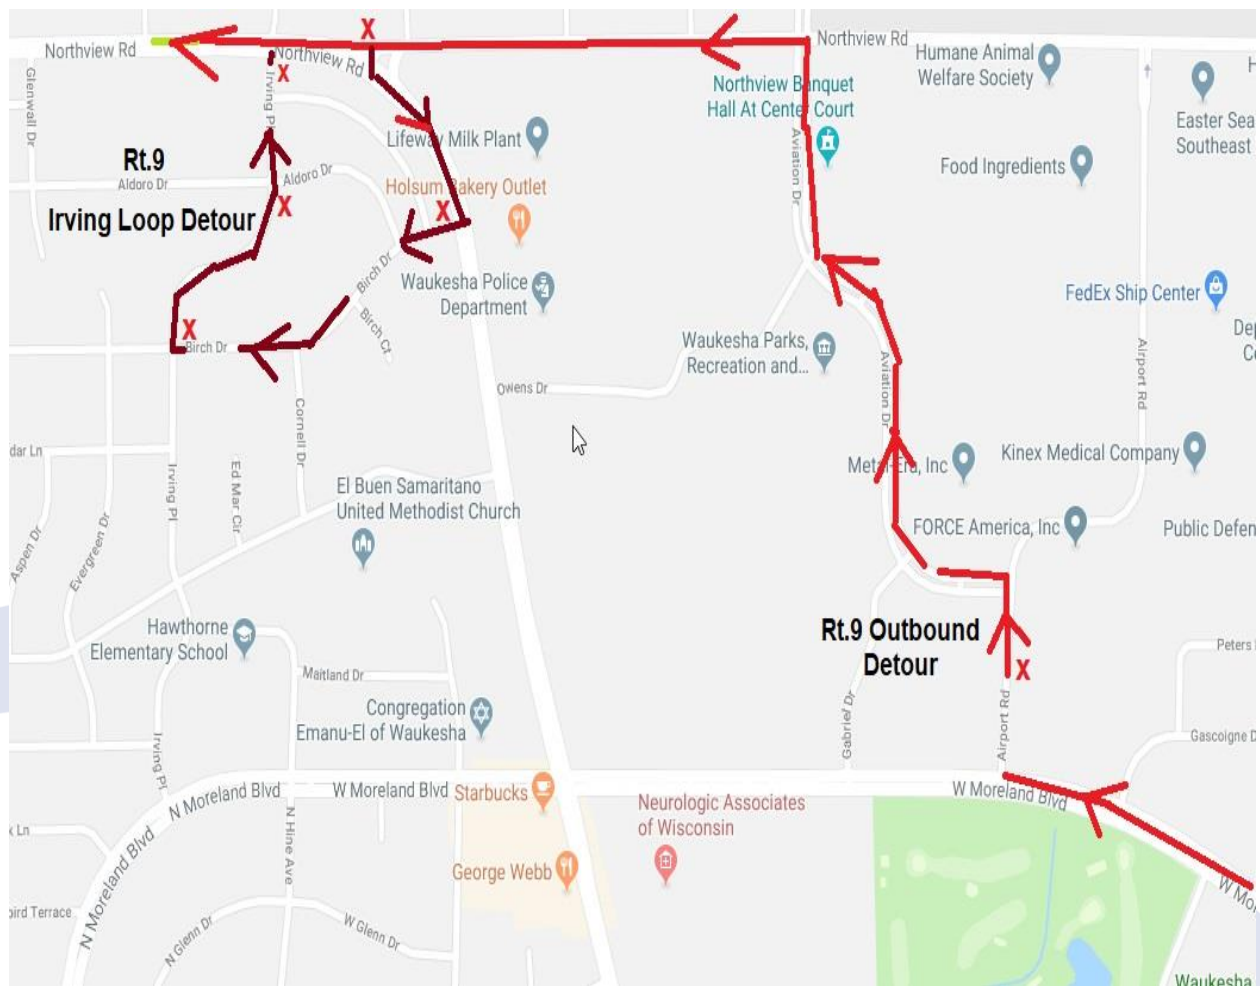 Northview Rd
X
Northview Rd
Northview Rd
Humane Animal
Welfare Society
Glenwall Dr
X
Irving Pl
Northview Banquet
Hall At Center Court
Easter Sea
Southeast
Lifeway Milk Plant
Aviation Dr
Rt.9
Aldoro Dr
Aldoro Dr
Food Ingredients
Holsum Bakery Outlet
Irving Loop Detour
X
X
Birch Dr
Waukesha Police
Department
FedEx Ship Center
X
Birch Dr
Birch Ct
Waukesha Parks,
Recreation and...
Airport Rd
Aviation Dr
Owens Dr
Cornell Dr
dar Ln
Irving Pl
Ed Mar Cir
Metal-Era, Inc
Kinex Medical Company
El Buen Samaritano
United Methodist Church
FORCE America, Inc
Public Defen
Aspen Dr
Evergreen Dr
Hawthorne
Elementary School
Rt.9 Outbound
Detour
X
Peters
Maitland Dr
Congregation
Emanu-El of Waukesha
Gabriel Dr
Airport Rd
Gascoigne D
Irving Pl
N Moreland Blvd
W Moreland Blvd
Starbucks
W Moreland Blvd
Neurologic Associates
of Wisconsin
N Moreland Blvd
N Hine Ave
George Webb
W Mo
bird Terrace
N Glenn Dr
W Glenn Dr
Waukesha